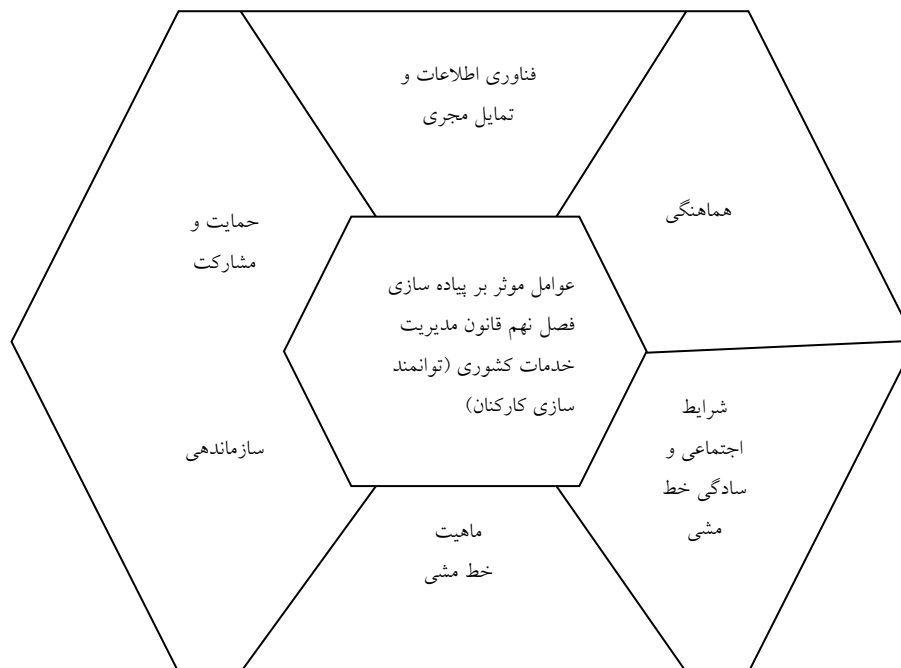 فناوری اطلاعات و
تمایل مجری
هماهنگی
حمایت و
مشارکت
عوامل موثر بر پیاده سازی
فصل نهم قانون مدیریت
خدمات کشوری (توانمند
سازی کارکنان)
شرایط
اجتماعی و
سادگی خط
مشی
سازماندهی
ماهیت
خط مشی